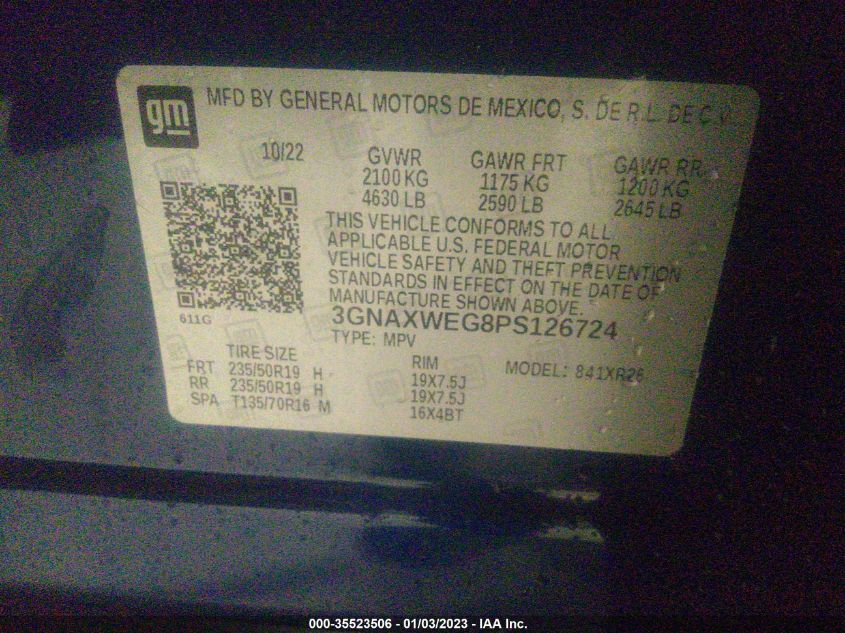 gm
MFD BY GENERAL MOTORS DE MEXICO, S. DE R.L. DE C.V.
10/22
GVWR GAWR FRT GAWR RR
2100 KG 1175 KG 1200 KG
4630 LB 2590 LB 2645 LB
THIS VEHICLE CONFORMS TO ALL
APPLICABLE U.S. FEDERAL MOTOR
VEHICLE SAFETY AND THEFT PREVENTION
STANDARDS IN EFFECT ON THE DATE OF
MANUFACTURE SHOWN ABOVE.
611G
3GNAXWEG8PS126724
TYPE: MPV
MODEL: 841XR26
TIRE SIZE RIM
FRT 235/50R19 H 19X7.5J
RR 235/50R19 H 19X7.5J
SPA T135/70R16 M 16X4BT
000-35523506 - 01/03/2023 - IAA Inc.